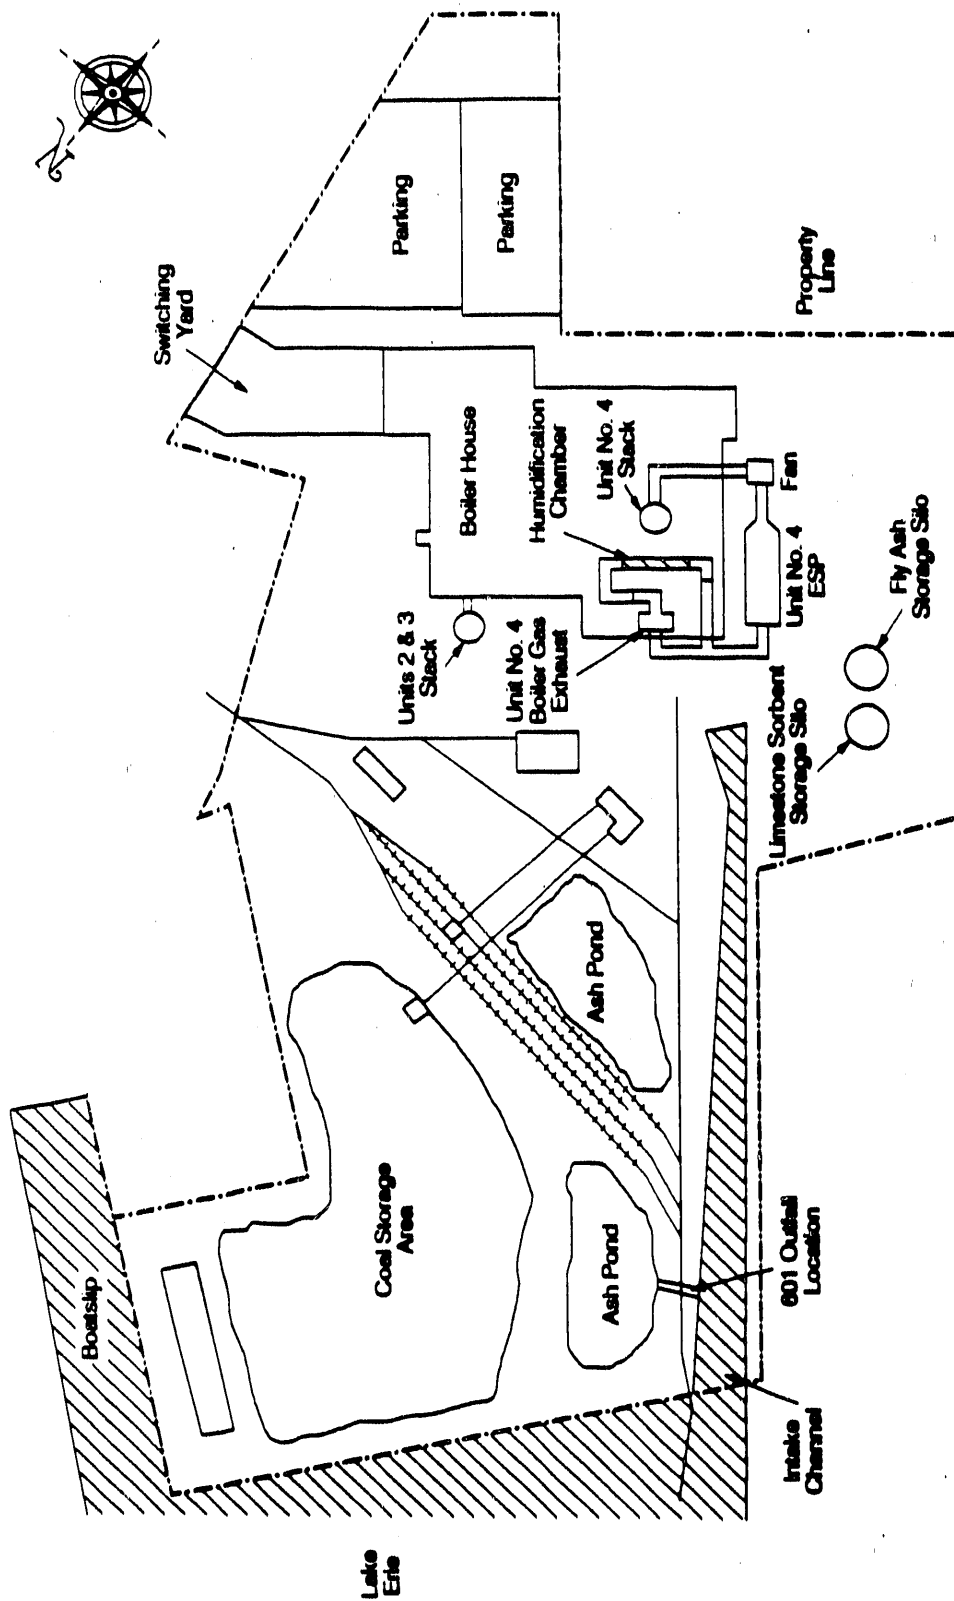 N
Switching
Yard
Parking
Parking
Property
Line
Boiler House
Humidification
Chamber
Unit No. 4
Stack
Fan
Units 2 & 3
Stack
Unit No. 4
Boiler Gas
Exhaust
Unit No. 4
ESP
Fly Ash
Storage Silo
Limestone Sorbent
Storage Silo
Boatslip
Coal Storage
Area
Ash Pond
Ash Pond
601 Outfall
Location
Intake
Channel
Lake
Erie